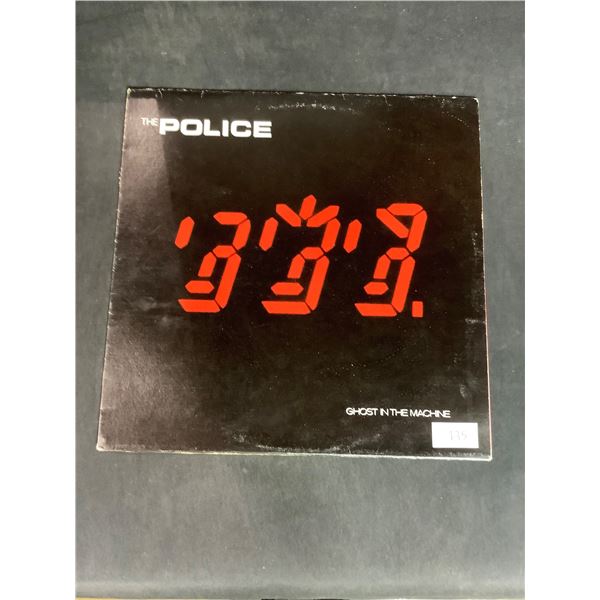 THE POLICE
GHOST IN THE MACHINE